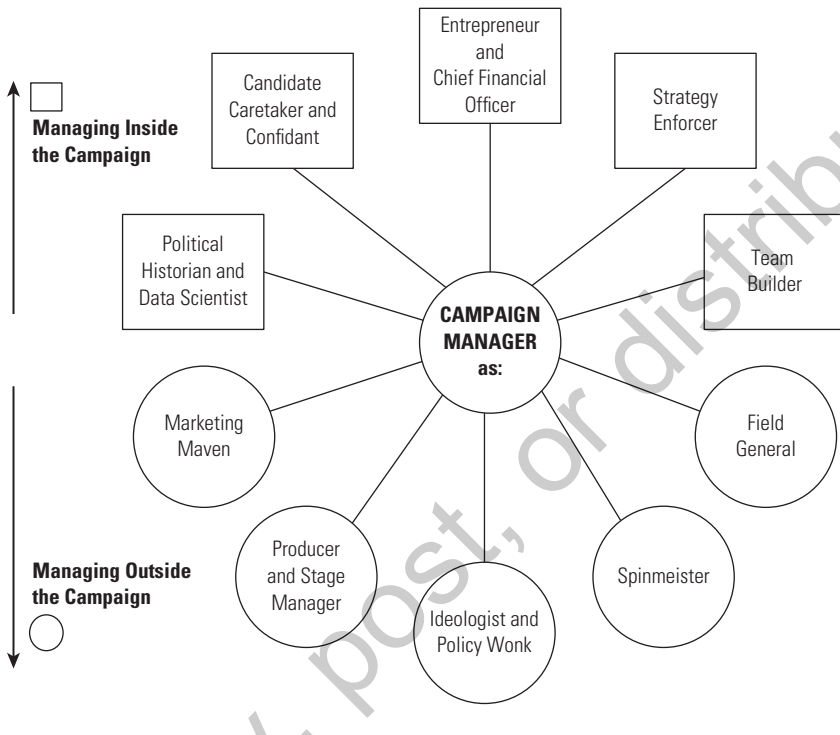 Entrepreneur
and
Chief Financial
Officer
Candidate
Caretaker and
Confidant
Strategy
Enforcer
Managing Inside
the Campaign
Political
Historian and
Data Scientist
Team
Builder
CAMPAIGN
MANAGER
as:
Marketing
Maven
Field
General
Managing Outside
the Campaign
Producer
and Stage
Manager
Ideologist and
Policy Wonk
Spinmeister
post, or